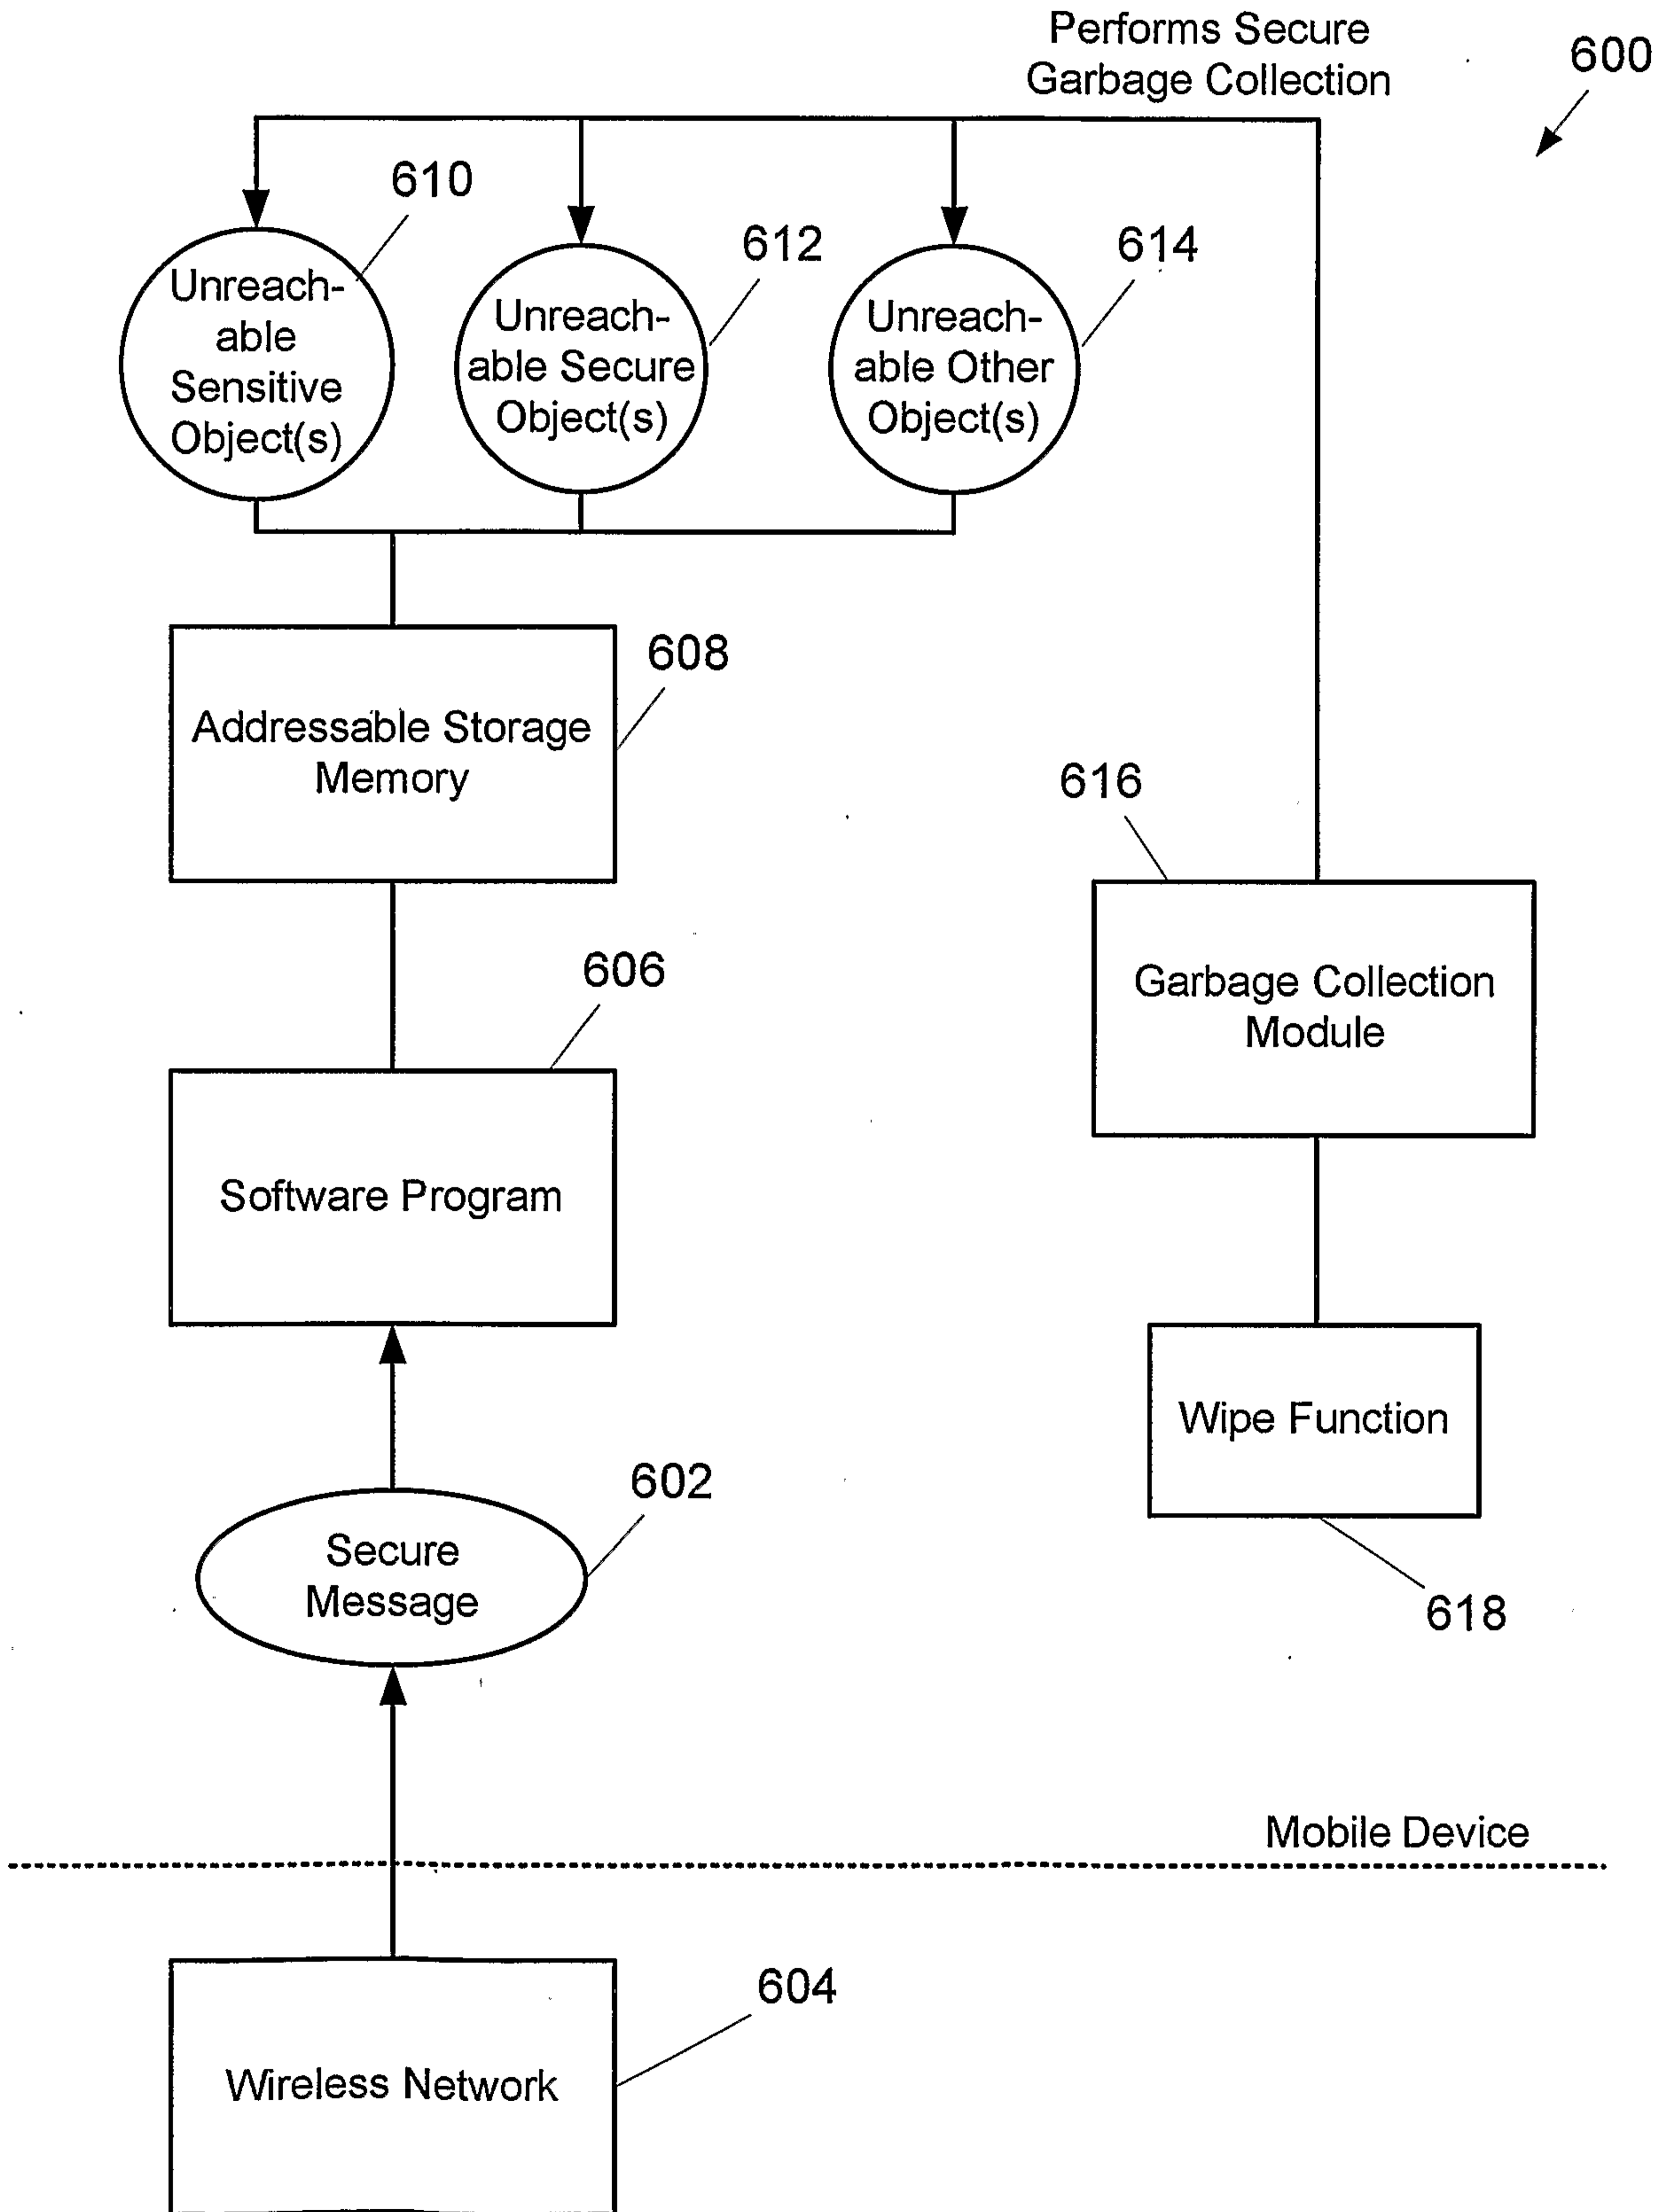 Performs Secure
Garbage Collection
600
610
612
614
Unreach-
able
Sensitive
Object(s)
Unreach-
able Secure
Object(s)
Unreach-
able Other
Object(s)
608
Addressable Storage
Memory
616
Garbage Collection
Module
606
Software Program
Wipe Function
618
602
Secure
Message
Mobile Device
604
Wireless Network